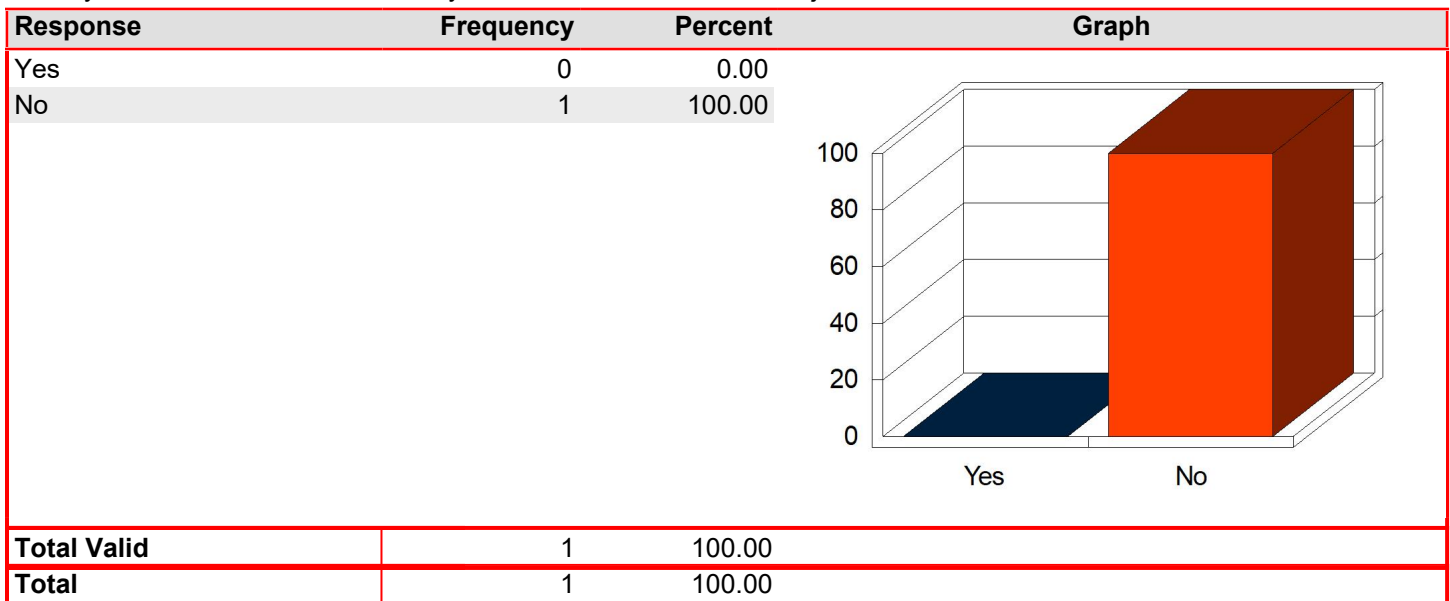 Response Frequency Percent Graph
Yes 0 0.00
No 1 100.00
100
80
60
40
20
0
Yes No
Total Valid 1 100.00
Total 1 100.00